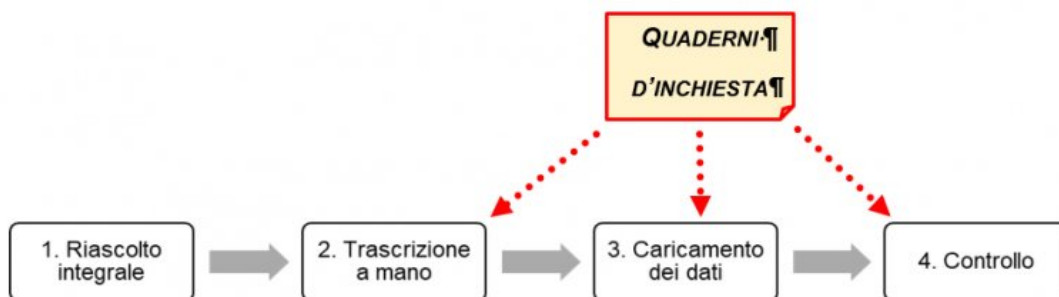 QUADERNI·¶
D’INCHIESTA¶
1. Riascolto
integrale
2. Trascrizione
a mano
3. Caricamento
dei dati
4. Controllo